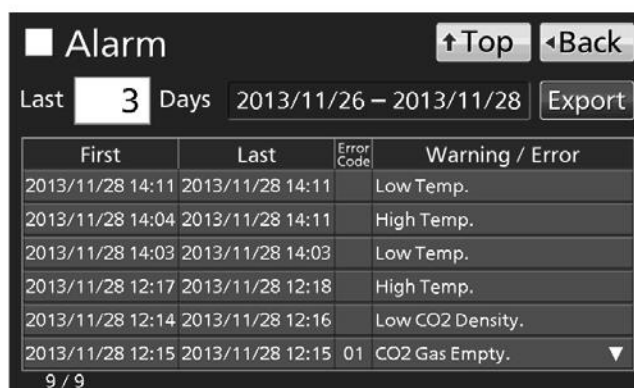 Alarm
↑Top
◂Back
Last 3 Days 2013/11/26 – 2013/11/28 Export
First Last Error Code Warning / Error
2013/11/28 14:11 2013/11/28 14:11 Low Temp.
2013/11/28 14:04 2013/11/28 14:11 High Temp.
2013/11/28 14:03 2013/11/28 14:03 Low Temp.
2013/11/28 12:17 2013/11/28 12:18 High Temp.
2013/11/28 12:14 2013/11/28 12:16 Low CO2 Density.
2013/11/28 12:15 2013/11/28 12:15 01 CO2 Gas Empty. ▼
9 / 9